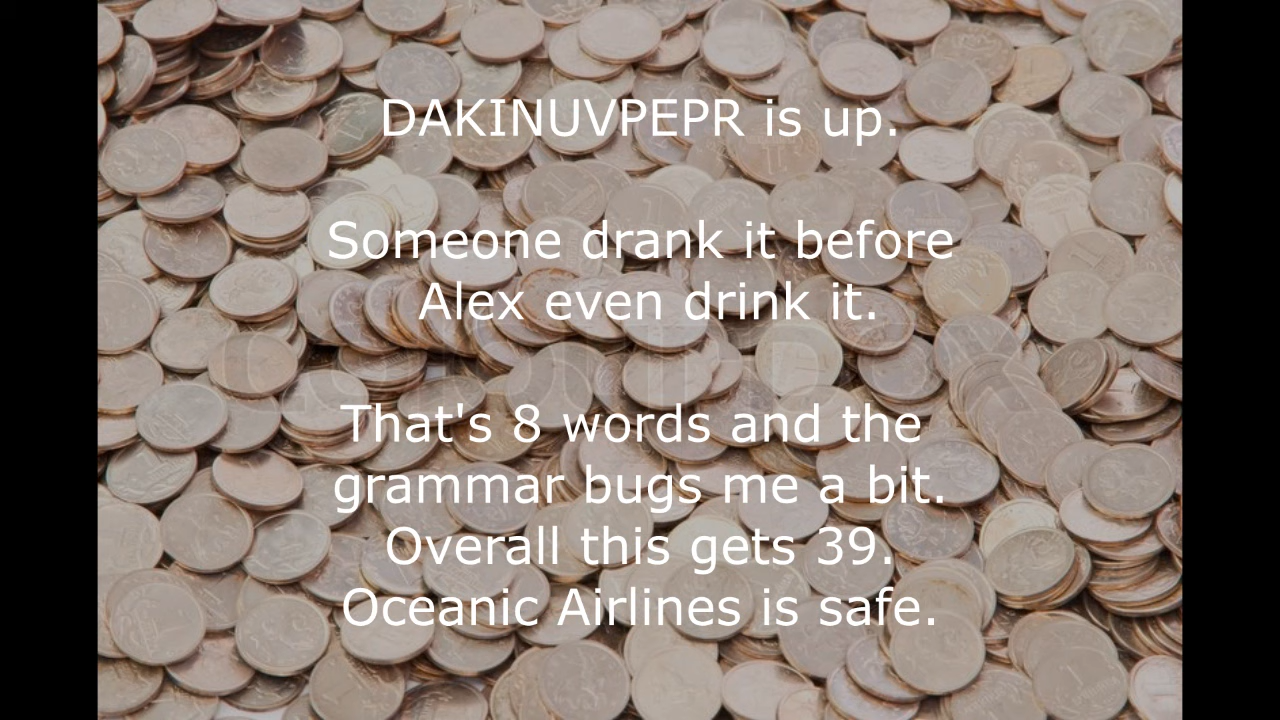 DAKINUVPEPR is up.
Someone drank it before
Alex even drink it.
That's 8 words and the
grammar bugs me a bit.
Overall this gets 39.
Oceanic Airlines is safe.